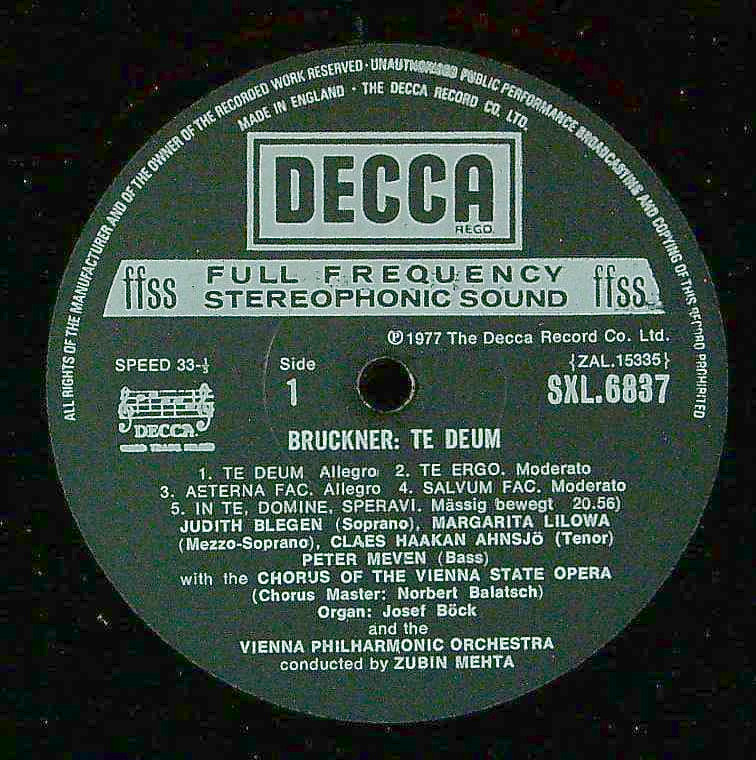 ALL RIGHTS OF THE MANUFACTURER AND OF THE OWNER OF THE RECORDED WORK RESERVED · UNAUTHORISED PUBLIC PERFORMANCE BROADCASTING AND COPYING OF THIS RECORD PROHIBITED
MADE IN ENGLAND · THE DECCA RECORD CO. LTD.
DECCA
REGD.
ffss FULL FREQUENCY STEREOPHONIC SOUND ffss
℗ 1977 The Decca Record Co. Ltd.
SPEED 33-⅓ Side {ZAL.15335}
1 SXL.6837
DECCA
BRUCKNER: TE DEUM
1. TE DEUM Allegro 2. TE ERGO. Moderato
3. AETERNA FAC. Allegro 4. SALVUM FAC. Moderato
5. IN TE, DOMINE, SPERAVI. Mässig bewegt 20.56)
JUDITH BLEGEN (Soprano), MARGARITA LILOWA
(Mezzo-Soprano), CLAES HAAKAN AHNSJÖ (Tenor)
PETER MEVEN (Bass)
with the CHORUS OF THE VIENNA STATE OPERA
(Chorus Master: Norbert Balatsch)
Organ: Josef Böck
and the
VIENNA PHILHARMONIC ORCHESTRA
conducted by ZUBIN MEHTA